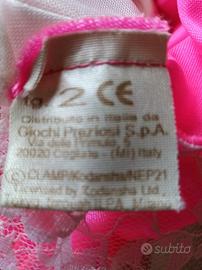 Tg. 2 CE
Distribuito in Italia da
Giochi Preziosi S.p.A.
Via delle Primule, 5
20020 Cogliate - (MI) Italy
© CLAMP/Kodansha/NEP21
Licensed by Kodansha Ltd.
through
subito